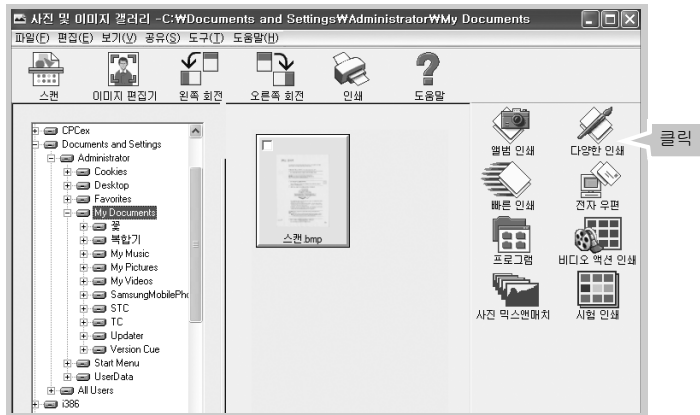 사진 및 이미지 갤러리 -C:₩Documents and Settings₩Administrator₩My Documents
파일(F) 편집(E) 보기(V) 공유(S) 도구(T) 도움말(H)
스캔 이미지 편집기 왼쪽 회전 오른쪽 회전 인쇄 도움말
CPCex
Documents and Settings
Administrator
Cookies
Desktop
Favorites
My Documents
꽃
복합기
My Music
My Pictures
My Videos
SamsungMobilePho
STC
TC
Updater
Version Cue
Start Menu
UserData
All Users
i386
스캔.bmp
앨범 인쇄 다양한 인쇄
빠른 인쇄 전자 우편
프로그램 비디오 액션 인쇄
사진 믹스앤매치 시험 인쇄
클릭